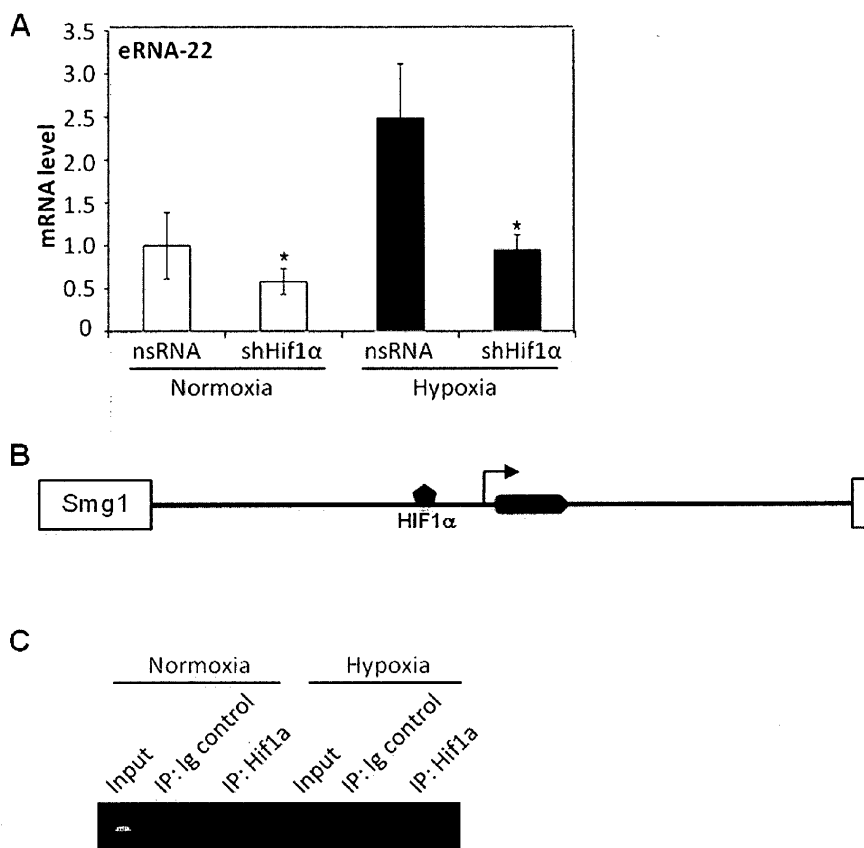 A
eRNA-22
mRNA level
3.5
3.0
2.5
2.0
1.5
1.0
0.5
0
*
*
nsRNA shHif1α nsRNA shHif1α
Normoxia Hypoxia
B
Smg1
HIF1α
C
Normoxia Hypoxia
Input IP: Ig control IP: Hif1a Input IP: Ig control IP: Hif1a